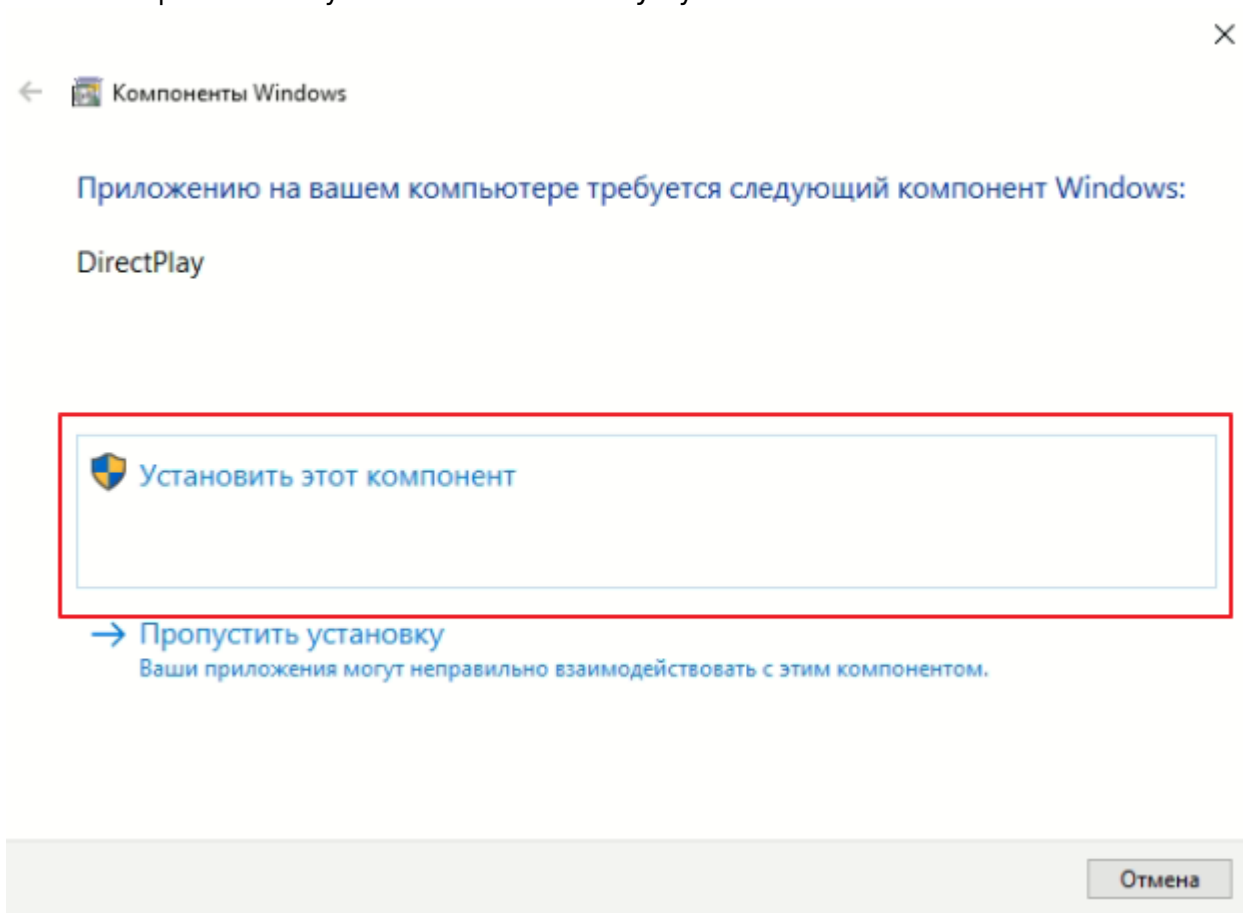 Компоненты Windows
Приложению на вашем компьютере требуется следующий компонент Windows:
DirectPlay
Установить этот компонент
Пропустить установку
Ваши приложения могут неправильно взаимодействовать с этим компонентом.
Отмена